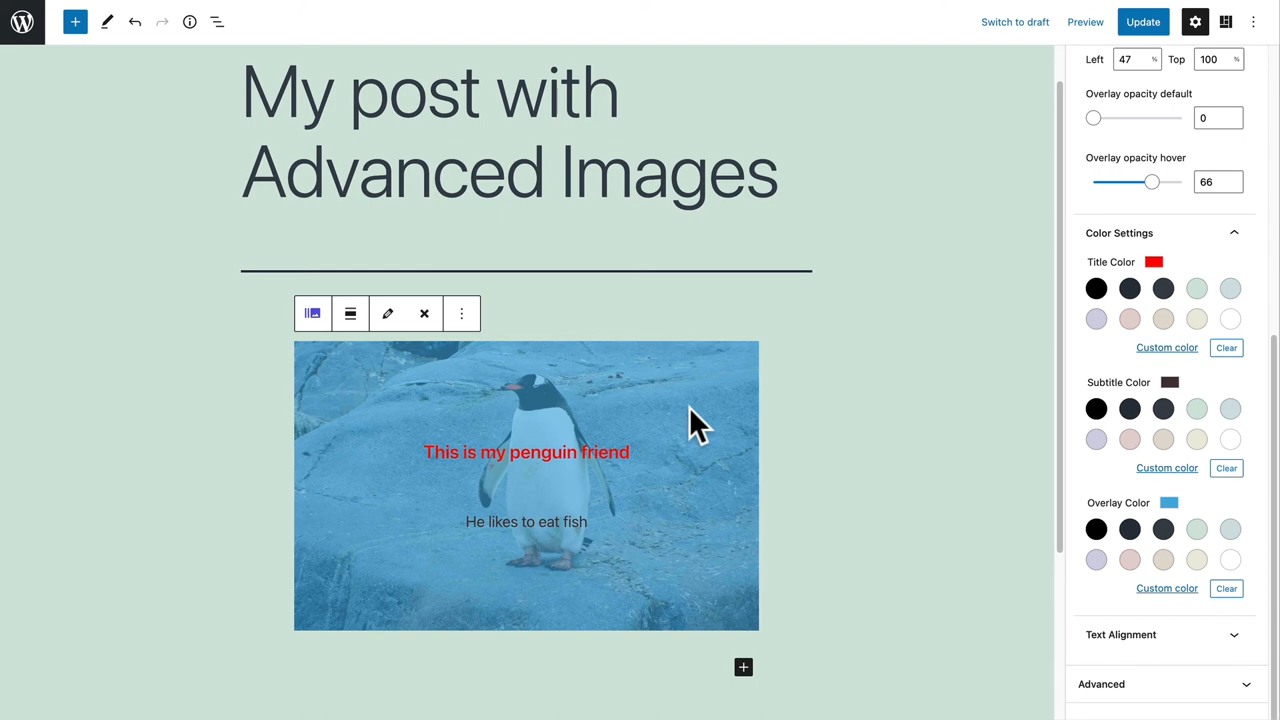 Switch to draft
Preview
Update
My post with
Advanced Images
This is my penguin friend
He likes to eat fish
Left 47 % Top 100 %
Overlay opacity default
0
Overlay opacity hover
66
Color Settings
Title Color
Custom color Clear
Subtitle Color
Custom color Clear
Overlay Color
Custom color Clear
Text Alignment
Advanced